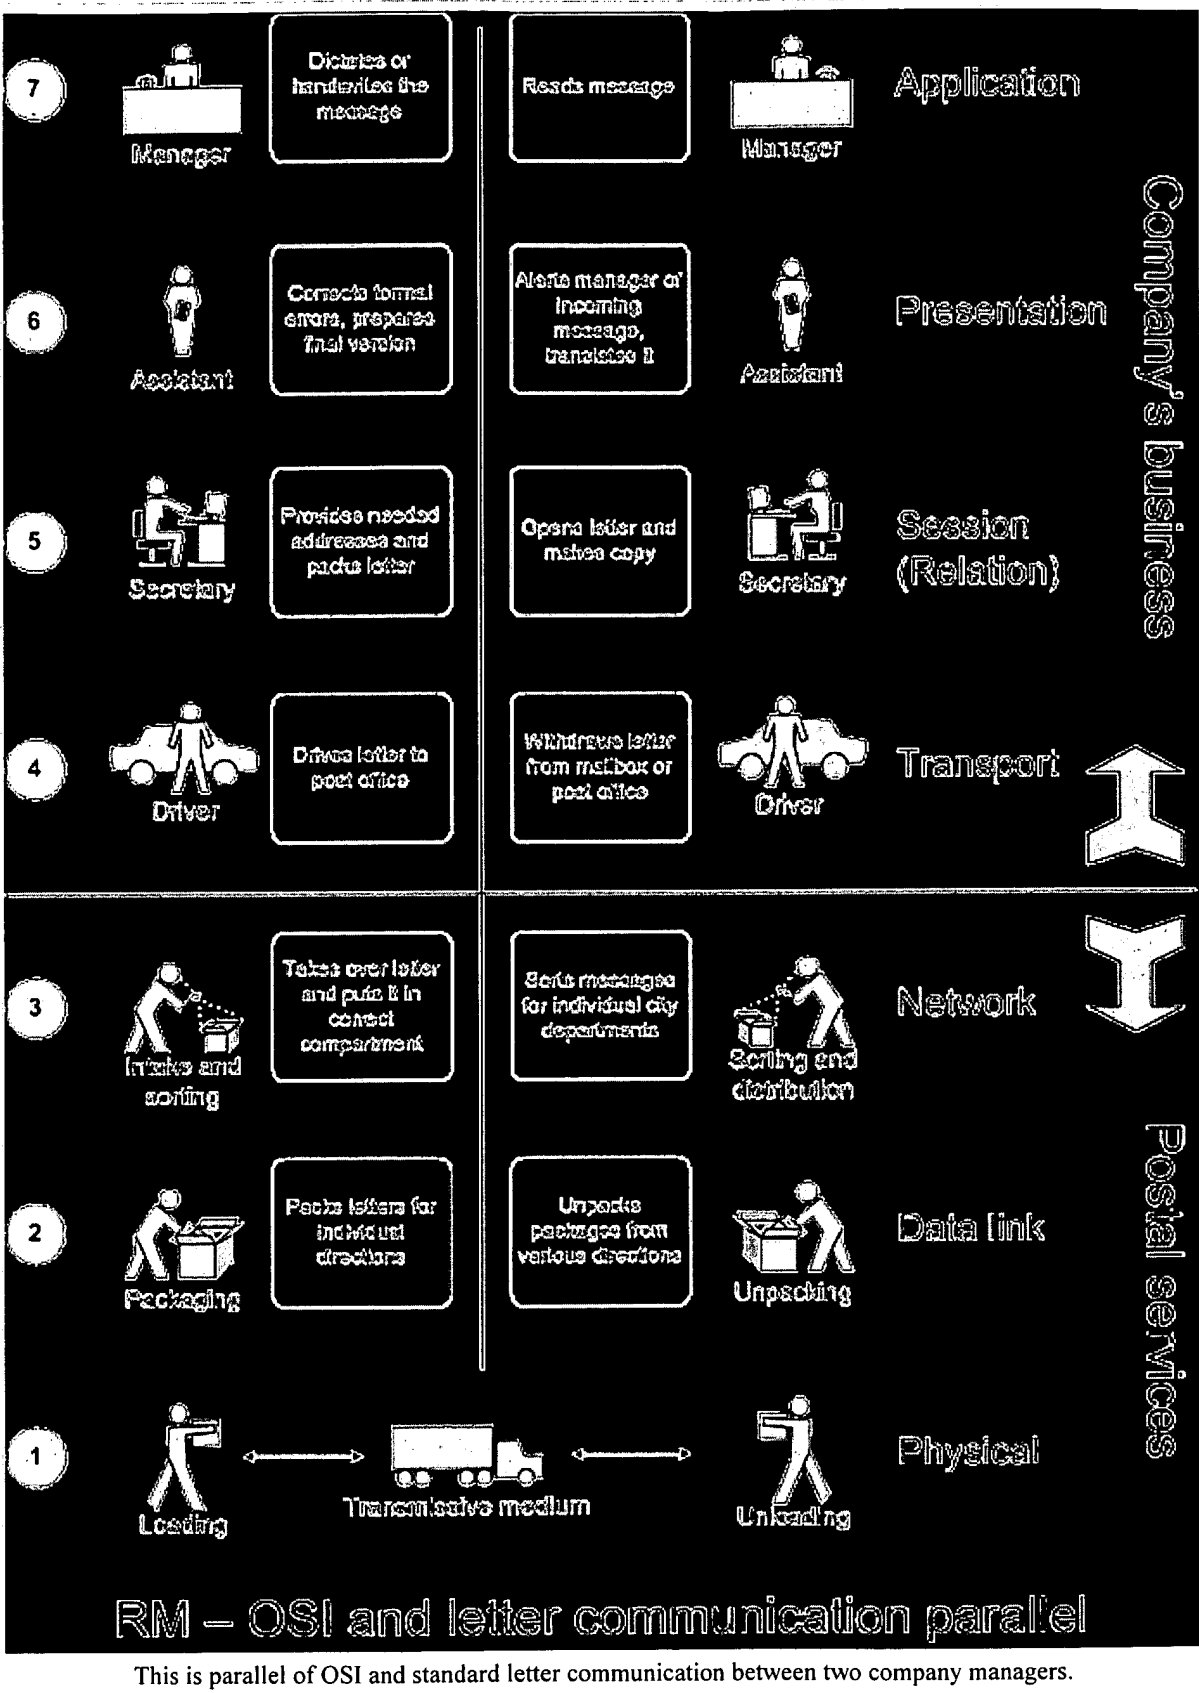 7
Manager
Dictates or
handwrites the
message
Reads message
Manager
Application
6
Assistant
Corrects formal
errors, prepares
final version
Alerts manager of
incoming
message,
translates it
Assistant
Presentation
Company's business
5
Secretary
Provides needed
addresses and
packs letter
Opens letter and
makes copy
Secretary
Session
(Relation)
4
Driver
Drives letter to
post office
Withdraws letter
from mailbox or
post office
Driver
Transport
3
Intake and
sorting
Takes over letter
and puts it in
correct
compartment
Sorts messages
for individual city
departments
Sorting and
distribution
Network
2
Packaging
Packs letters for
individual
directions
Unpacks
packages from
various directions
Unpacking
Data link
Postal services
1
Loading
Transmissive medium
Unloading
Physical
RM – OSI and letter communication parallel
This is parallel of OSI and standard letter communication between two company managers.